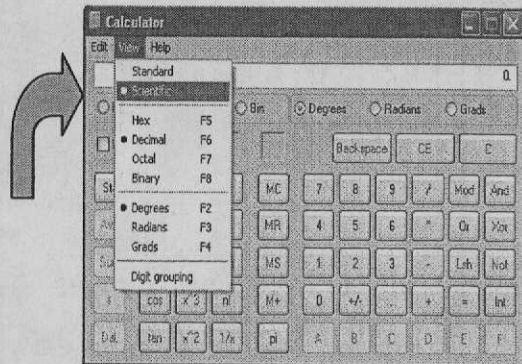 Calculator
Edit View Help
0.
Standard
Scientific
Hex F5
Decimal F6
Octal F7
Binary F8
Degrees F2
Radians F3
Grads F4
Digit grouping
Bin Degrees Radians Grads
Backspace CE C
MC 7 8 9 / Mod And
MR 4 5 6 * Or Xor
MS 1 2 3 - Lsh Not
cos x^3 n! M+ 0 +/- . + = Int
tan x^2 1/x pi A B C D E F